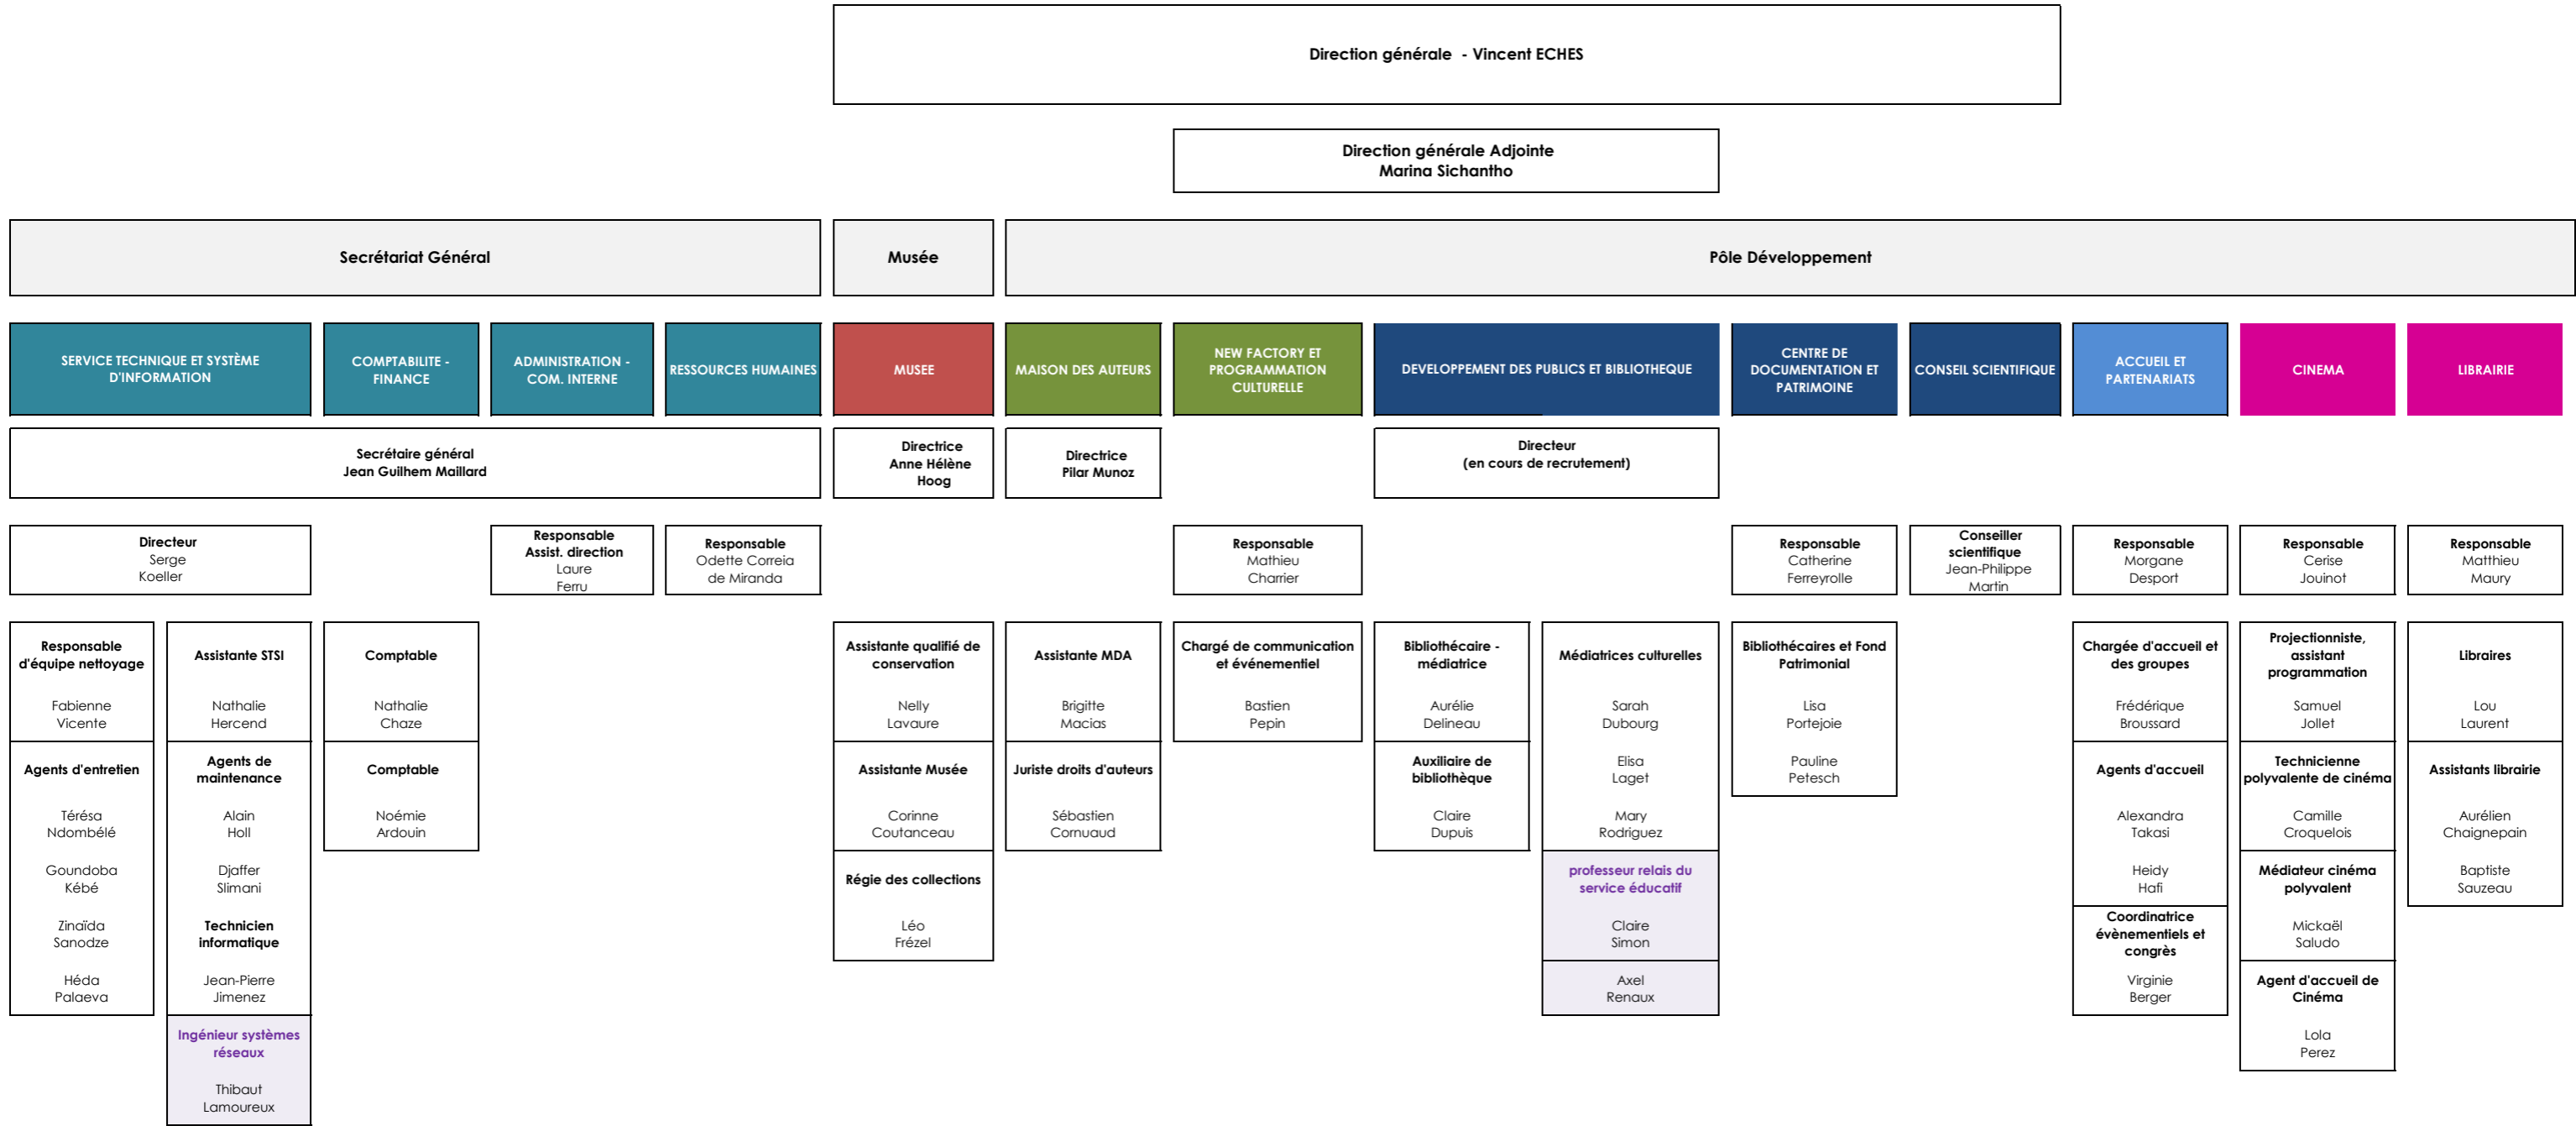 Direction générale  - Vincent ECHES
Direction générale Adjointe
Marina Sichantho
Secrétariat Général
Musée
Pôle Développement
SERVICE TECHNIQUE ET SYSTÈME
D'INFORMATION
COMPTABILITE -
FINANCE
ADMINISTRATION -
COM. INTERNE
RESSOURCES HUMAINES
MUSEE
MAISON DES AUTEURS
NEW FACTORY ET
PROGRAMMATION
CULTURELLE
DEVELOPPEMENT DES PUBLICS ET BIBLIOTHEQUE
CENTRE DE
DOCUMENTATION ET
PATRIMOINE
CONSEIL SCIENTIFIQUE
ACCUEIL ET
PARTENARIATS
CINEMA
LIBRAIRIE
Secrétaire général
Jean Guilhem Maillard
Directrice
Anne Hélène
Hoog
Directrice
Pilar Munoz
Directeur
(en cours de recrutement)
Directeur
Serge
Koeller
Responsable
Assist. direction
Laure
Ferru
Responsable
Odette Correia
de Miranda
Responsable
Mathieu
Charrier
Responsable
Catherine
Ferreyrolle
Conseiller
scientifique
Jean-Philippe
Martin
Responsable
Morgane
Desport
Responsable
Cerise
Jouinot
Responsable
Matthieu
Maury
Responsable
d'équipe nettoyage
Fabienne
Vicente
Agents d'entretien
Térésa
Ndombélé
Goundoba
Kébé
Zinaïda
Sanodze
Héda
Palaeva
Assistante STSI
Nathalie
Hercend
Agents de
maintenance
Alain
Holl
Djaffer
Slimani
Technicien
informatique
Jean-Pierre
Jimenez
Ingénieur systèmes
réseaux
Thibaut
Lamoureux
Comptable
Nathalie
Chaze
Comptable
Noémie
Ardouin
Assistante qualifié de
conservation
Nelly
Lavaure
Assistante Musée
Corinne
Coutanceau
Régie des collections
Léo
Frézel
Assistante MDA
Brigitte
Macias
Juriste droits d'auteurs
Sébastien
Cornuaud
Chargé de communication
et événementiel
Bastien
Pepin
Bibliothécaire -
médiatrice
Aurélie
Delineau
Auxiliaire de
bibliothèque
Claire
Dupuis
Médiatrices culturelles
Sarah
Dubourg
Elisa
Laget
Mary
Rodriguez
professeur relais du
service éducatif
Claire
Simon
Axel
Renaux
Bibliothécaires et Fond
Patrimonial
Lisa
Portejoie
Pauline
Petesch
Chargée d'accueil et
des groupes
Frédérique
Broussard
Agents d'accueil
Alexandra
Takasi
Heidy
Hafi
Coordinatrice
évènementiels et
congrès
Virginie
Berger
Projectionniste,
assistant
programmation
Samuel
Jollet
Technicienne
polyvalente de cinéma
Camille
Croquelois
Médiateur cinéma
polyvalent
Mickaël
Saludo
Agent d'accueil de
Cinéma
Lola
Perez
Libraires
Lou
Laurent
Assistants librairie
Aurélien
Chaignepain
Baptiste
Sauzeau